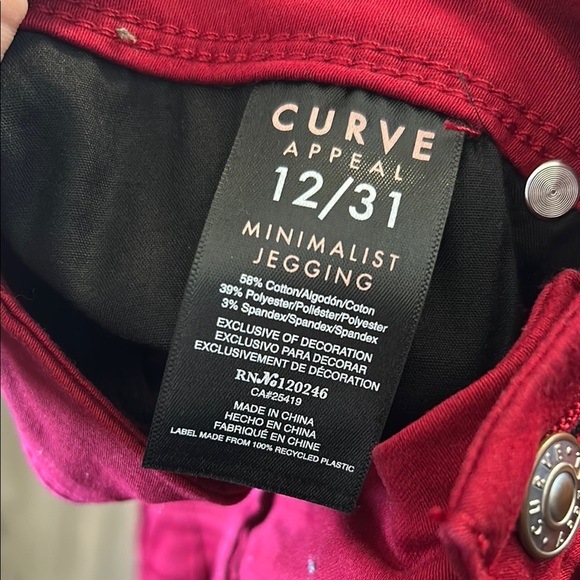 CURVE
APPEAL
12/31
MINIMALIST
JEGGING
58% Cotton/Algodón/Coton
39% Polyester/Poliéster/Polyester
3% Spandex/Spandex/Spandex
EXCLUSIVE OF DECORATION
EXCLUSIVO PARA DECORAR
EXCLUSIVEMENT DE DÉCORATION
RN№120246
CA#25419
MADE IN CHINA
HECHO EN CHINA
FABRIQUÉ EN CHINE
LABEL MADE FROM 100% RECYCLED PLASTIC